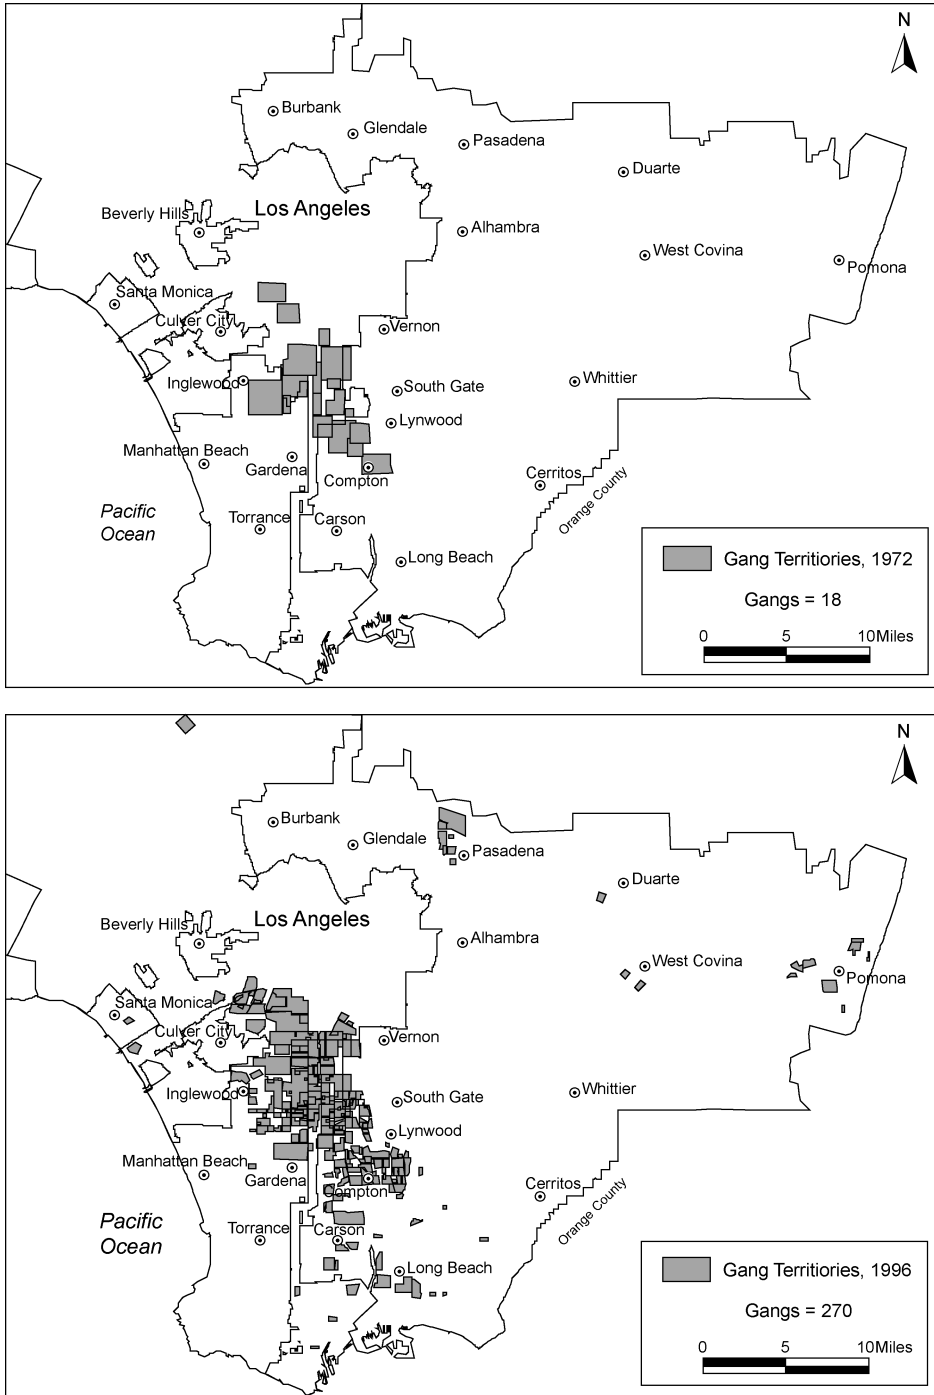 N
Burbank
Glendale
Pasadena
Duarte
Beverly Hills
Los Angeles
Alhambra
West Covina
Pomona
Santa Monica
Culver City
Vernon
Inglewood
South Gate
Whittier
Lynwood
Manhattan Beach
Gardena
Compton
Cerritos
Orange County
Pacific
Ocean
Torrance
Carson
Long Beach
Gang Territiories, 1972
Gangs = 18
0 5 10Miles
N
Burbank
Glendale
Pasadena
Duarte
Beverly Hills
Los Angeles
Alhambra
West Covina
Pomona
Santa Monica
Culver City
Vernon
Inglewood
South Gate
Whittier
Lynwood
Manhattan Beach
Gardena
Compton
Cerritos
Orange County
Pacific
Ocean
Torrance
Carson
Long Beach
Gang Territiories, 1996
Gangs = 270
0 5 10Miles